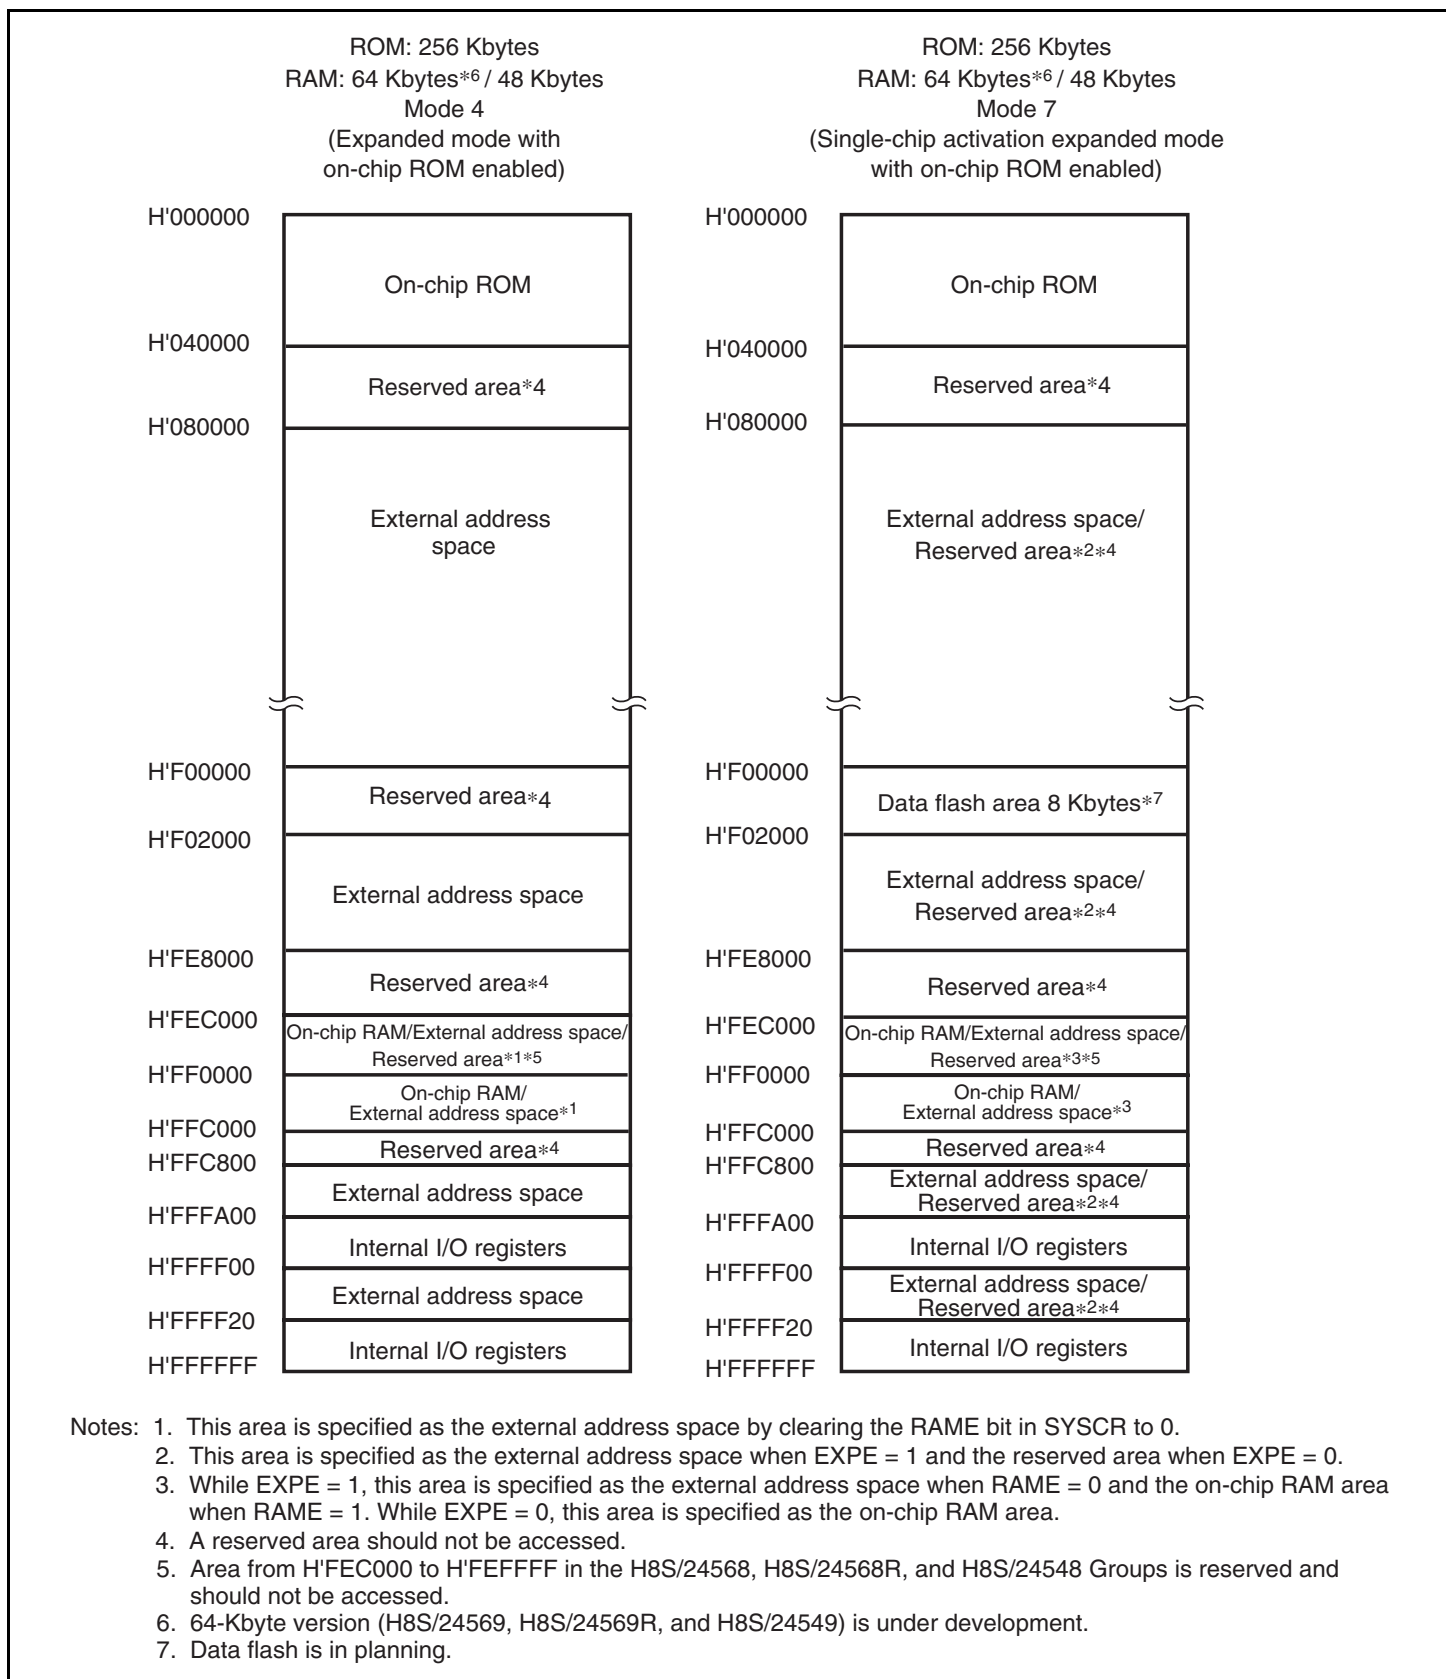 ROM: 256 Kbytes
RAM: 64 Kbytes*6 / 48 Kbytes
Mode 4
(Expanded mode with
on-chip ROM enabled)
H'000000
On-chip ROM
H'040000
Reserved area*4
H'080000
External address
space
H'F00000
Reserved area*4
H'F02000
External address space
H'FE8000
Reserved area*4
H'FEC000
On-chip RAM/External address space/
Reserved area*1*5
H'FF0000
On-chip RAM/
External address space*1
H'FFC000
Reserved area*4
H'FFC800
External address space
H'FFFA00
Internal I/O registers
H'FFFF00
External address space
H'FFFF20
Internal I/O registers
H'FFFFFF
ROM: 256 Kbytes
RAM: 64 Kbytes*6 / 48 Kbytes
Mode 7
(Single-chip activation expanded mode
with on-chip ROM enabled)
H'000000
On-chip ROM
H'040000
Reserved area*4
H'080000
External address space/
Reserved area*2*4
H'F00000
Data flash area 8 Kbytes*7
H'F02000
External address space/
Reserved area*2*4
H'FE8000
Reserved area*4
H'FEC000
On-chip RAM/External address space/
Reserved area*3*5
H'FF0000
On-chip RAM/
External address space*3
H'FFC000
Reserved area*4
H'FFC800
External address space/
Reserved area*2*4
H'FFFA00
Internal I/O registers
H'FFFF00
External address space/
Reserved area*2*4
H'FFFF20
Internal I/O registers
H'FFFFFF
Notes: 1. This area is specified as the external address space by clearing the RAME bit in SYSCR to 0.
2. This area is specified as the external address space when EXPE = 1 and the reserved area when EXPE = 0.
3. While EXPE = 1, this area is specified as the external address space when RAME = 0 and the on-chip RAM area
when RAME = 1. While EXPE = 0, this area is specified as the on-chip RAM area.
4. A reserved area should not be accessed.
5. Area from H'FEC000 to H'FEFFFF in the H8S/24568, H8S/24568R, and H8S/24548 Groups is reserved and
should not be accessed.
6. 64-Kbyte version (H8S/24569, H8S/24569R, and H8S/24549) is under development.
7. Data flash is in planning.